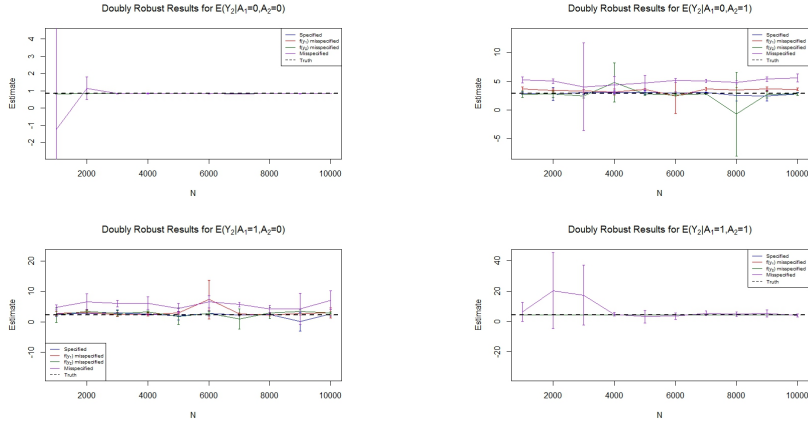 Doubly Robust Results for E(Y₂|A₁=0,A₂=0)
Estimate
4
3
2
1
0
-1
-2
Specified
f(y₁) misspecified
f(y₂) misspecified
Misspecified
Truth
2000 4000 6000 8000 10000
N
Doubly Robust Results for E(Y₂|A₁=0,A₂=1)
Estimate
10
5
0
-5
Specified
f(y₁) misspecified
f(y₂) misspecified
Misspecified
Truth
2000 4000 6000 8000 10000
N
Doubly Robust Results for E(Y₂|A₁=1,A₂=0)
Estimate
20
10
0
-10
Specified
f(y₁) misspecified
f(y₂) misspecified
Misspecified
Truth
2000 4000 6000 8000 10000
N
Doubly Robust Results for E(Y₂|A₁=1,A₂=1)
Estimate
40
20
0
-20
Specified
f(y₁) misspecified
f(y₂) misspecified
Misspecified
Truth
2000 4000 6000 8000 10000
N